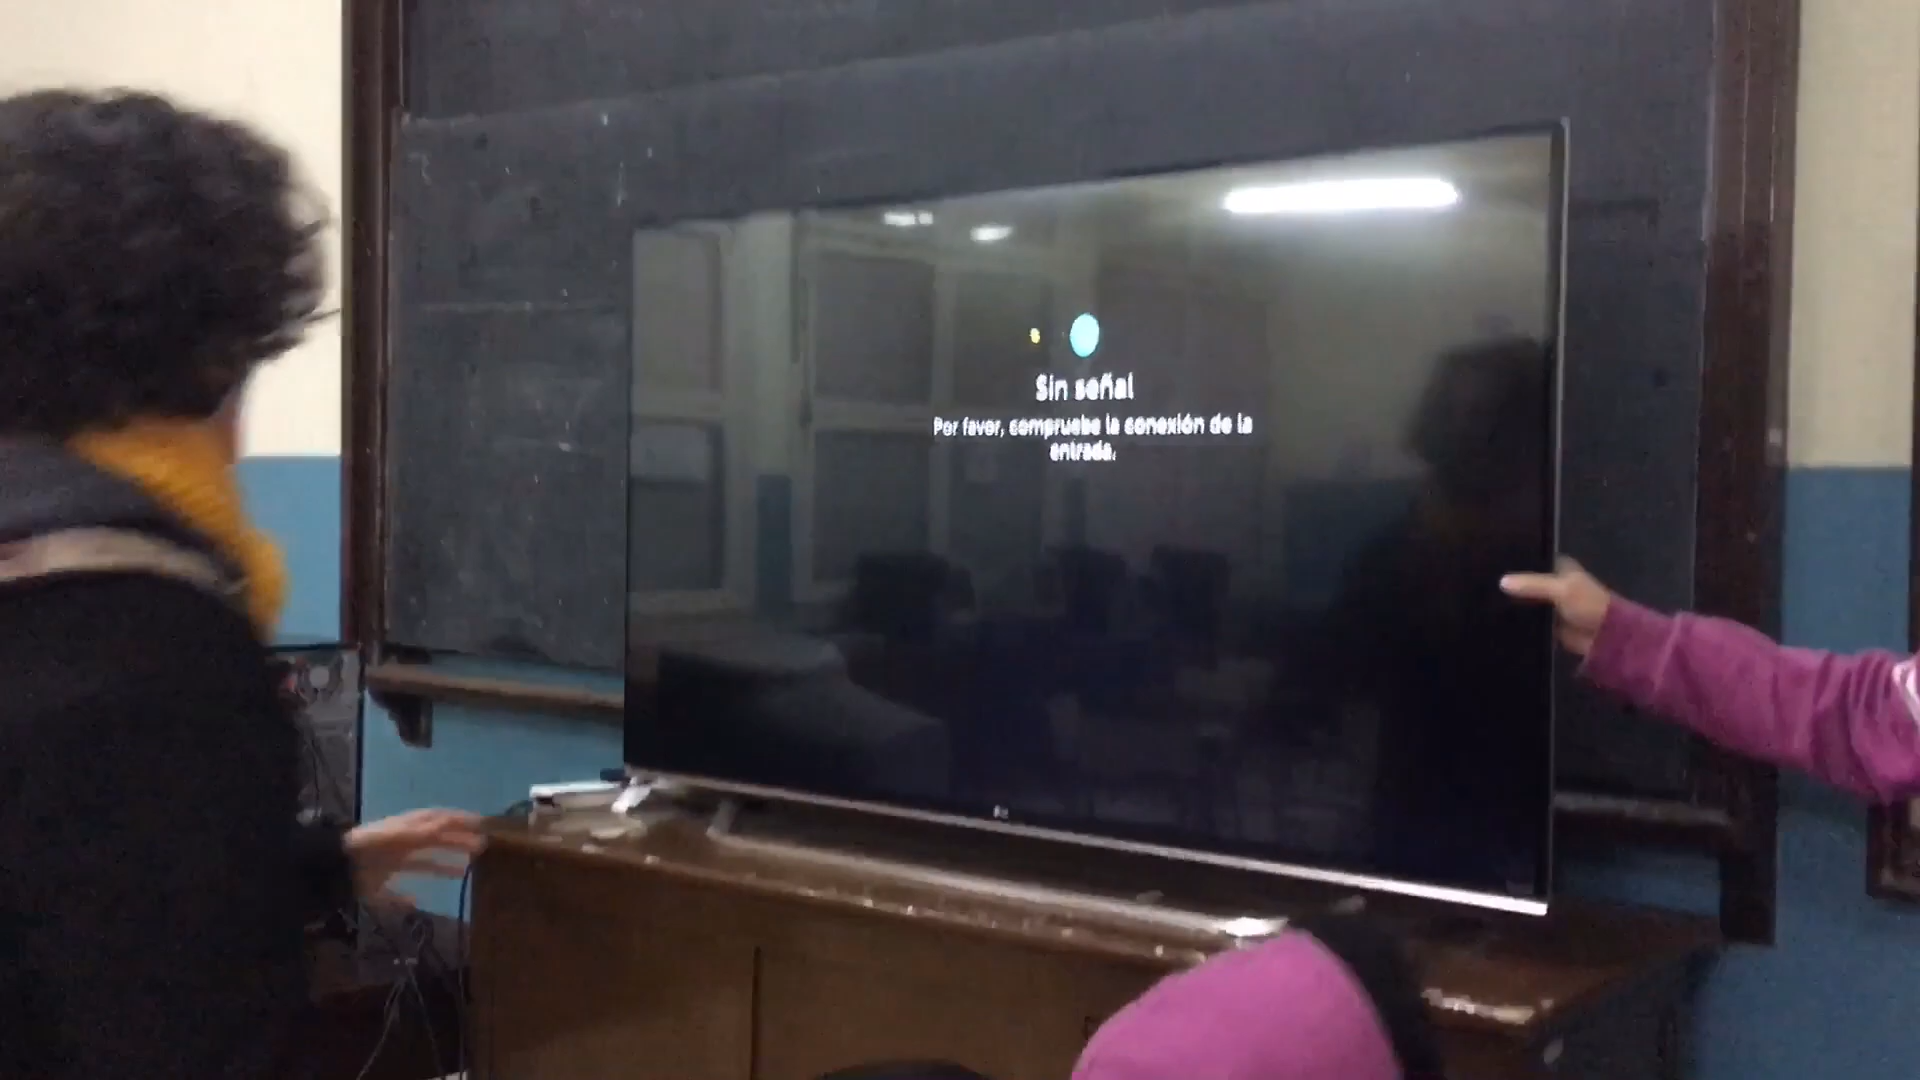 Sin señal
Por favor, compruebe la conexión de la
entrada.